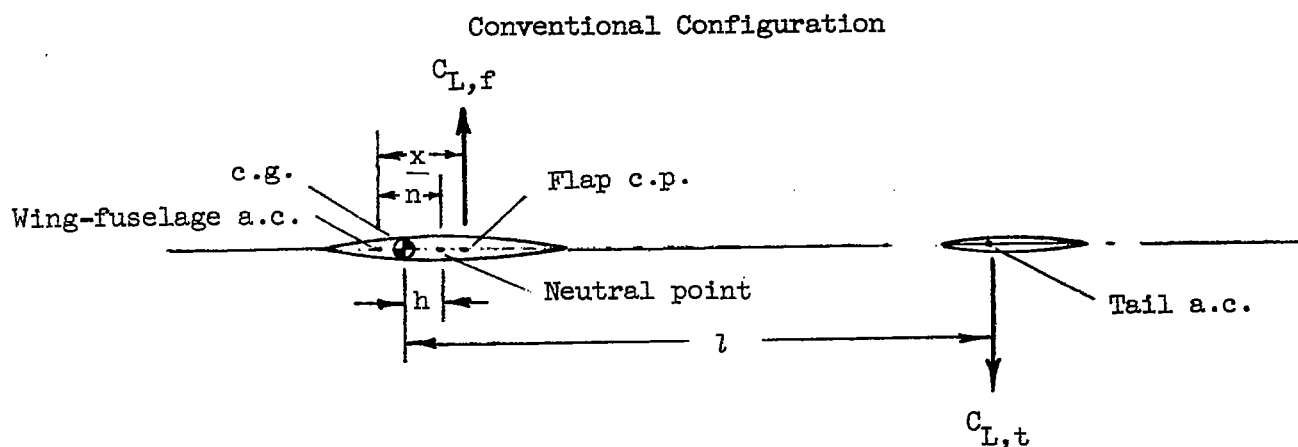 Conventional Configuration
C_L,f
x
n
c.g.
Flap c.p.
Wing-fuselage a.c.
h
Neutral point
Tail a.c.
l
C_L,t